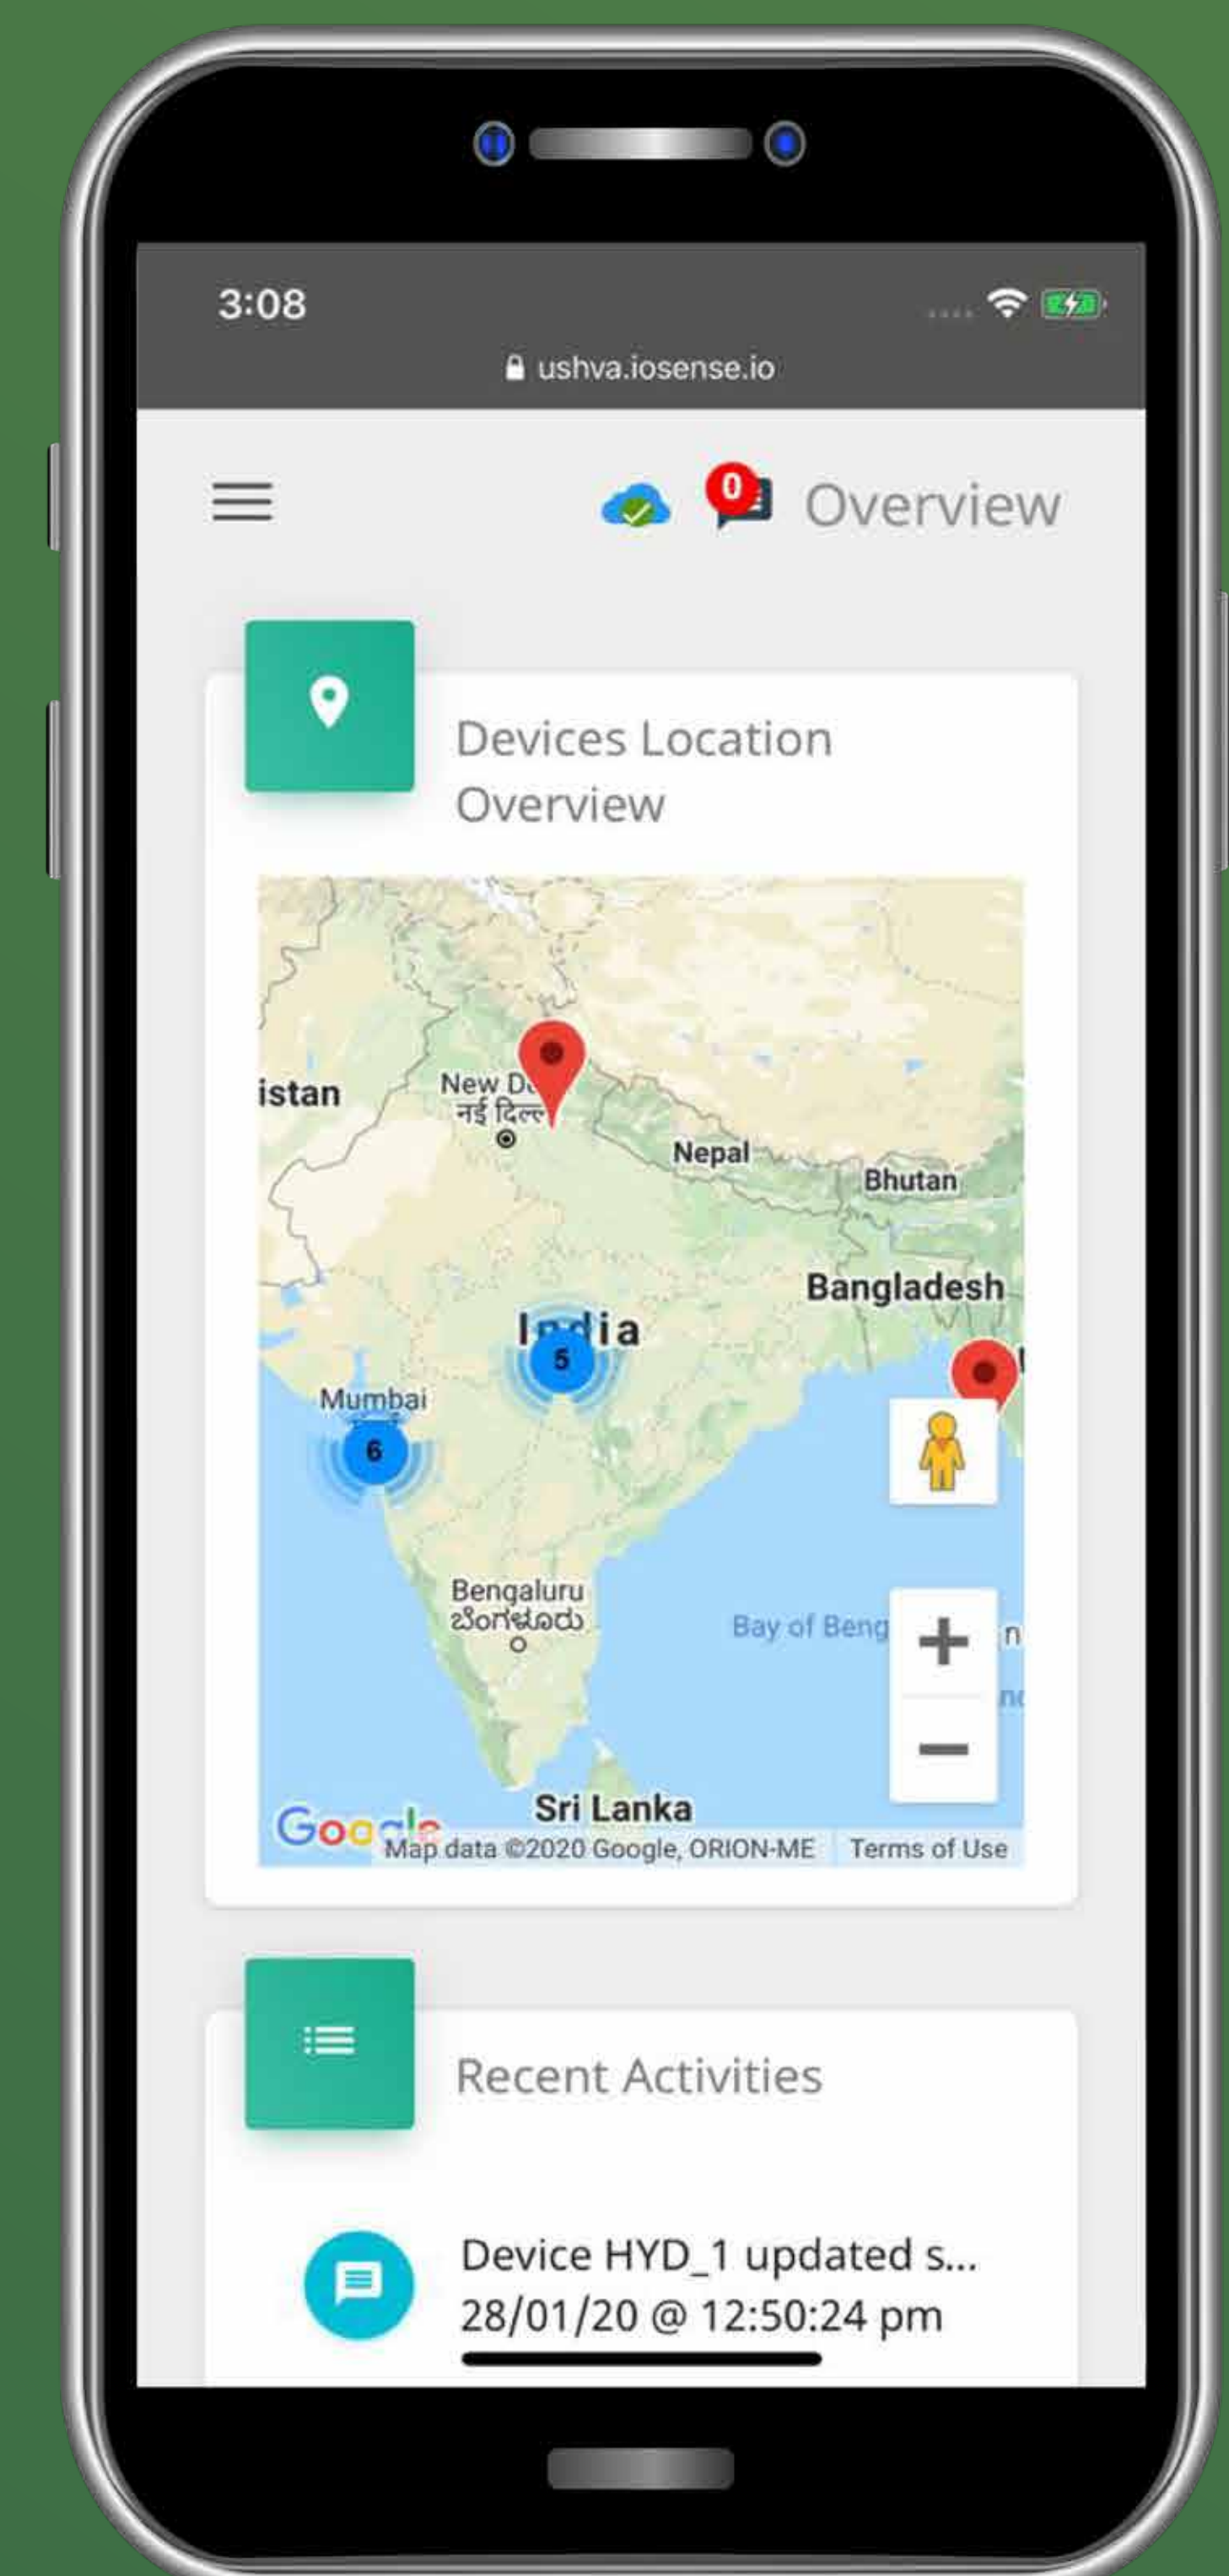 3:08
ushva.iosense.io
0
Overview
Devices Location
Overview
istan
New De
नई दिल्ल
Nepal
Bhutan
Bangladesh
India
5
Mumbai
6
Bengaluru
ಬೆಂಗಳೂರು
Bay of Beng
n
Sri Lanka
Google
Map data ©2020 Google, ORION-ME
Terms of Use
Recent Activities
Device HYD_1 updated s...
28/01/20 @ 12:50:24 pm